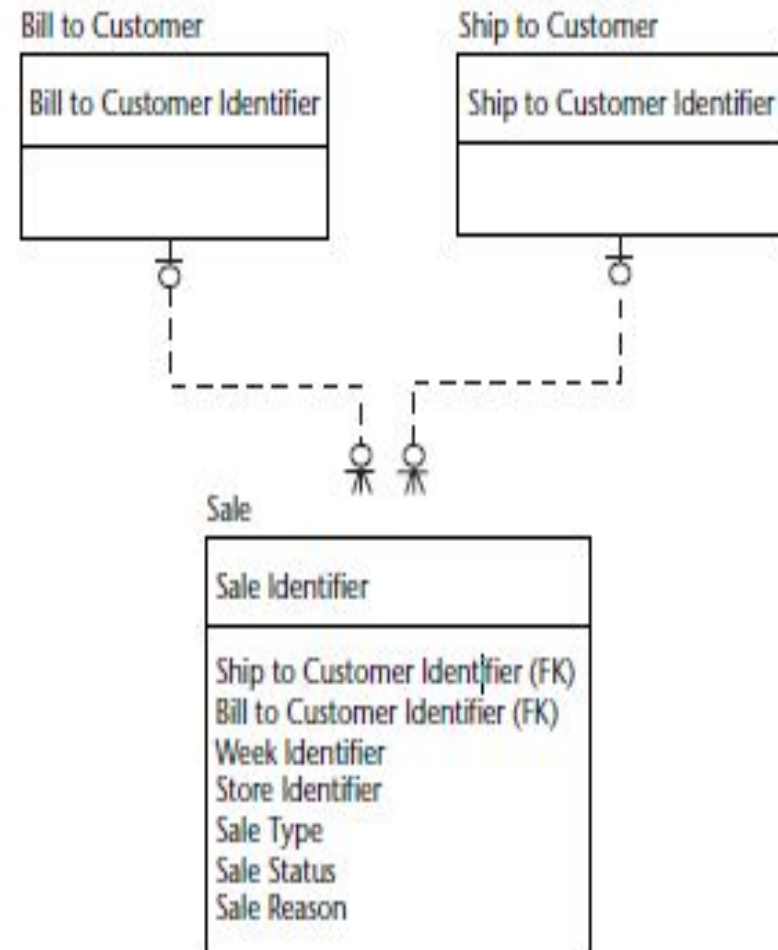 Bill to Customer
Bill to Customer Identifier
Ship to Customer
Ship to Customer Identifier
Sale
Sale Identifier
Ship to Customer Identifier (FK)
Bill to Customer Identifier (FK)
Week Identifier
Store Identifier
Sale Type
Sale Status
Sale Reason